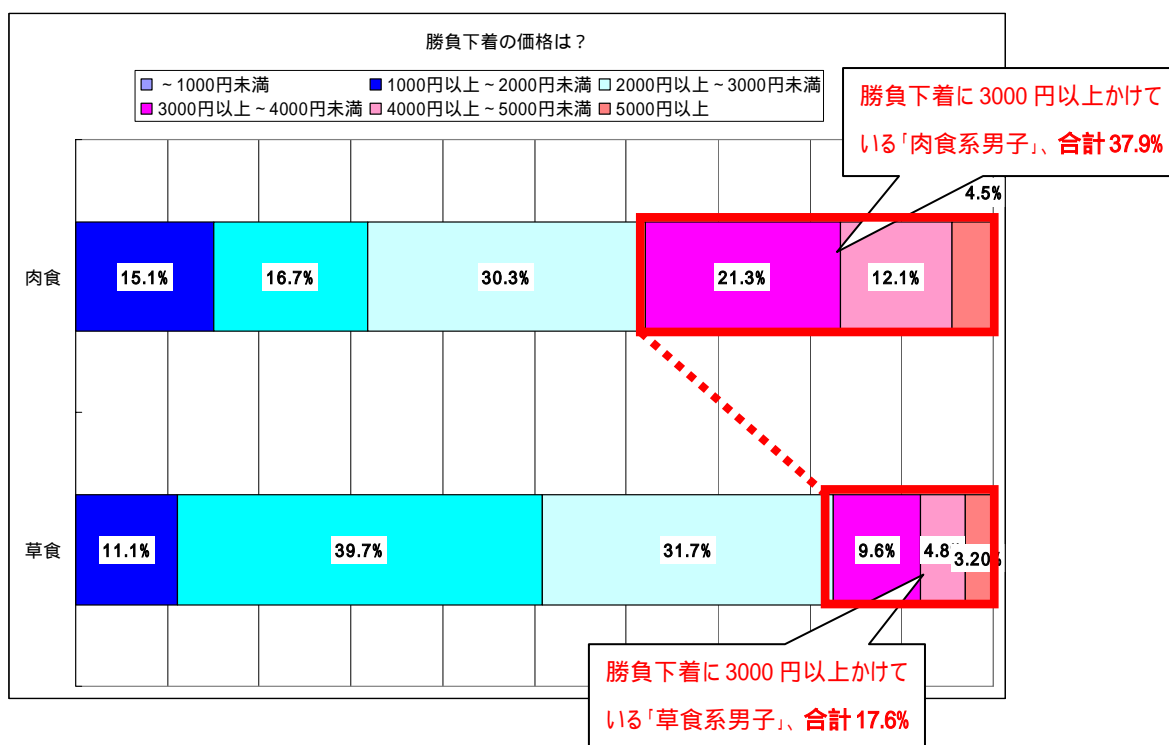 勝負下着の価格は？
～1000円未満 1000円以上～2000円未満 2000円以上～3000円未満
3000円以上～4000円未満 4000円以上～5000円未満 5000円以上
勝負下着に 3000 円以上かけて
いる「肉食系男子」、合計 37.9%
4.5%
肉食 15.1% 16.7% 30.3% 21.3% 12.1%
草食 11.1% 39.7% 31.7% 9.6% 4.8 3.20%
勝負下着に 3000 円以上かけて
いる「草食系男子」、合計 17.6%